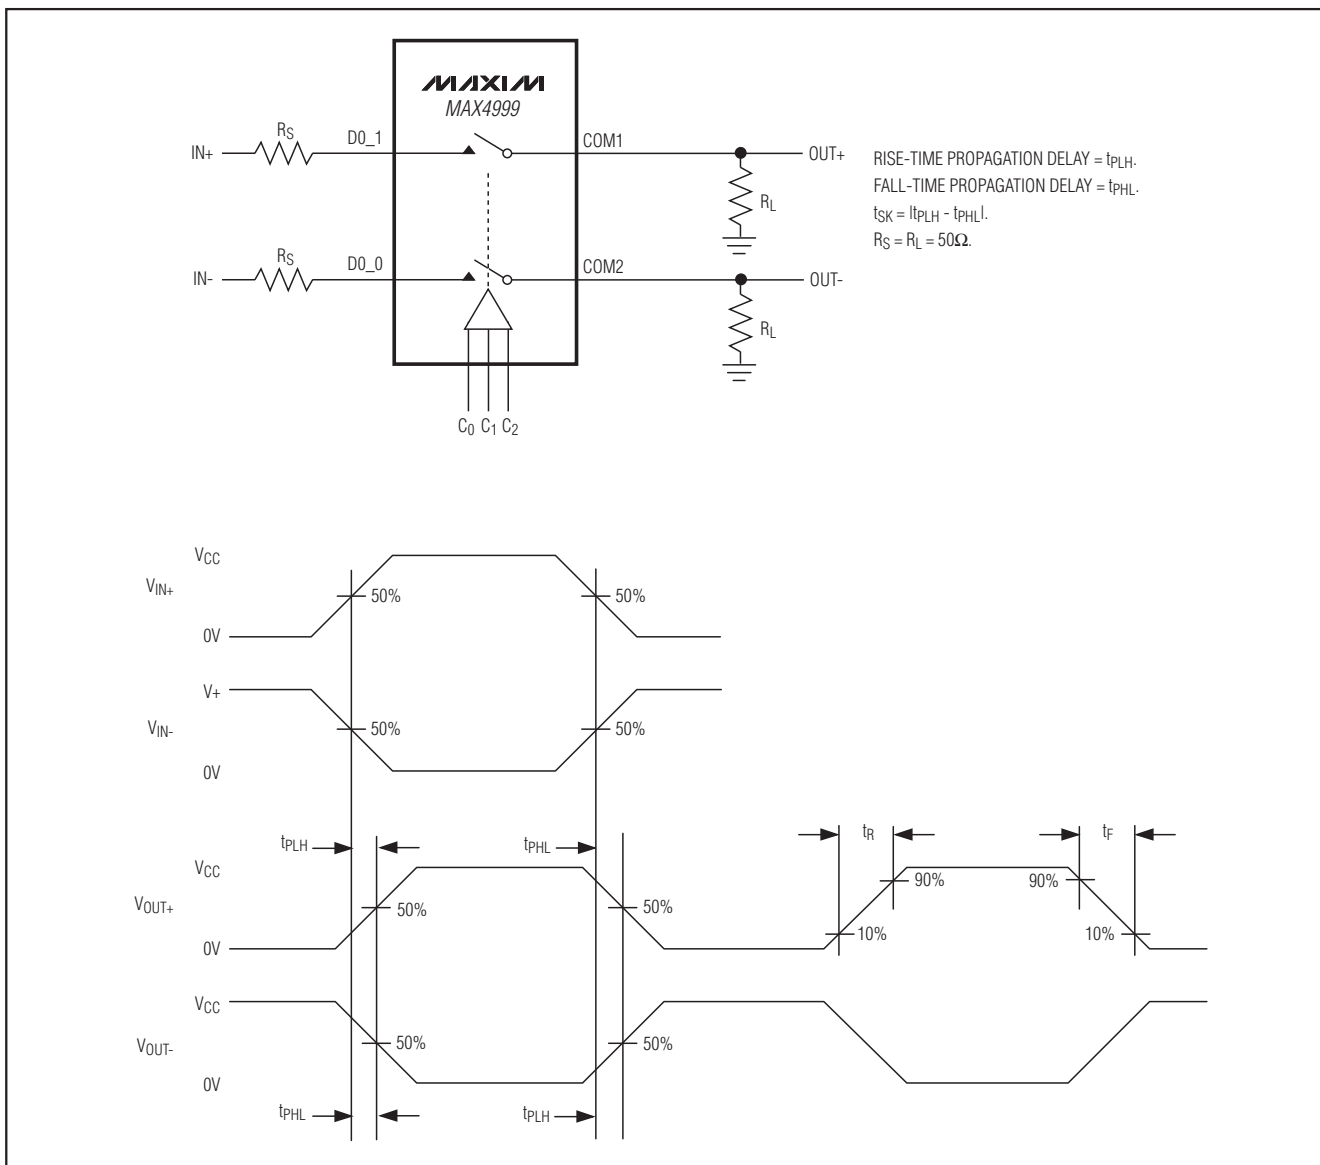 MAXIM
MAX4999
IN+
RS
D0_1
COM1
OUT+
RL
IN-
RS
D0_0
COM2
OUT-
RL
C0 C1 C2
RISE-TIME PROPAGATION DELAY = tPLH.
FALL-TIME PROPAGATION DELAY = tPHL.
tSK = |tPLH - tPHL|.
RS = RL = 50Ω.
VCC
VIN+
50%
50%
0V
V+
VIN-
50%
50%
0V
tPLH
tPHL
tR
tF
VCC
90%
90%
VOUT+
50%
50%
10%
10%
0V
VCC
VOUT-
50%
50%
0V
tPHL
tPLH